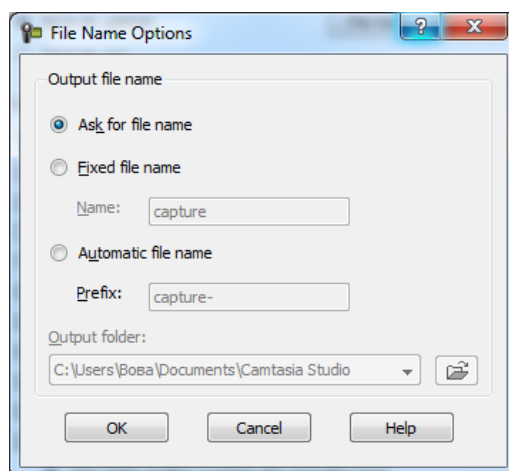 File Name Options
Output file name
Ask for file name
Fixed file name
Name: capture
Automatic file name
Prefix: capture-
Output folder:
C:\Users\Вова\Documents\Camtasia Studio
OK Cancel Help